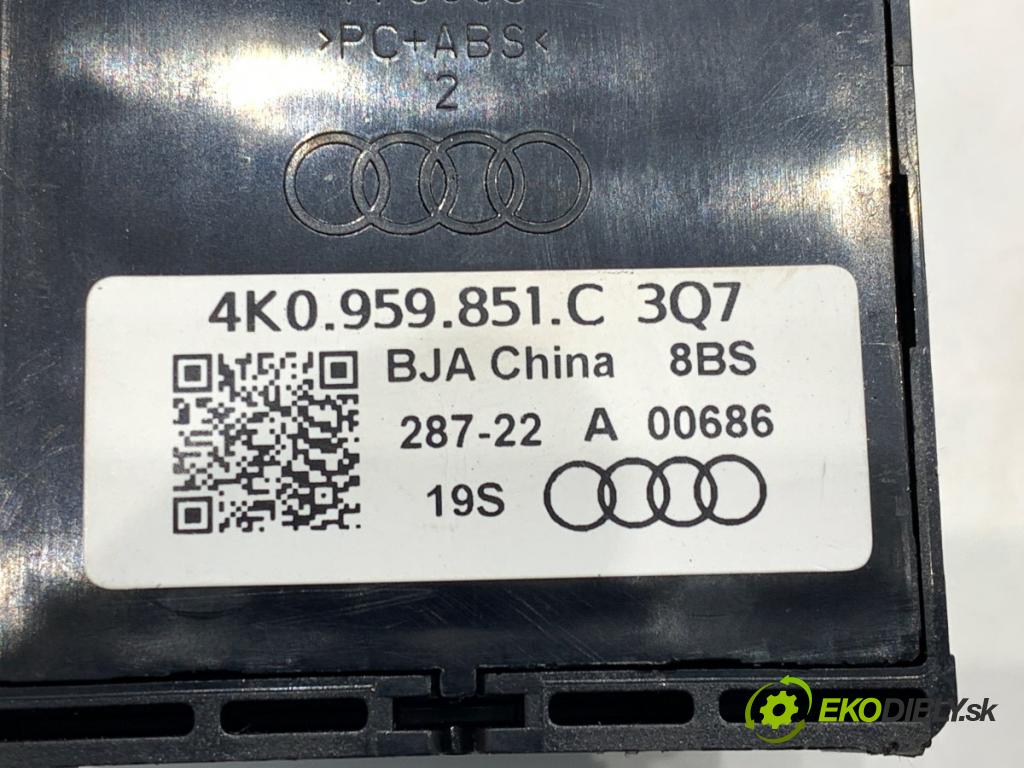 >PC+ABS<
2
4K0.959.851.C 3Q7
BJA China 8BS
287-22 A 00686
19S
EKODIELY.sk